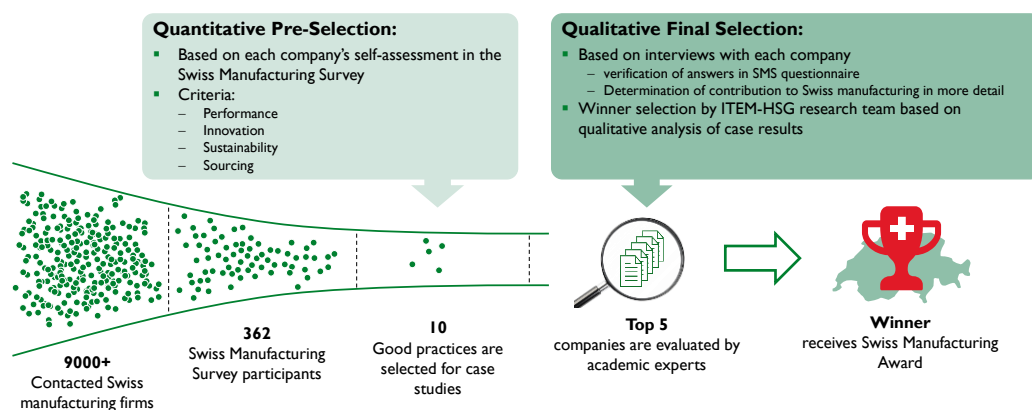 Quantitative Pre-Selection:
▪ Based on each company's self-assessment in the
Swiss Manufacturing Survey
▪ Criteria:
– Performance
– Innovation
– Sustainability
– Sourcing
Qualitative Final Selection:
▪ Based on interviews with each company
– verification of answers in SMS questionnaire
– Determination of contribution to Swiss manufacturing in more detail
▪ Winner selection by ITEM-HSG research team based on
qualitative analysis of case results
9000+
Contacted Swiss
manufacturing firms
362
Swiss Manufacturing
Survey participants
10
Good practices are
selected for case
studies
Top 5
companies are evaluated by
academic experts
Winner
receives Swiss Manufacturing
Award